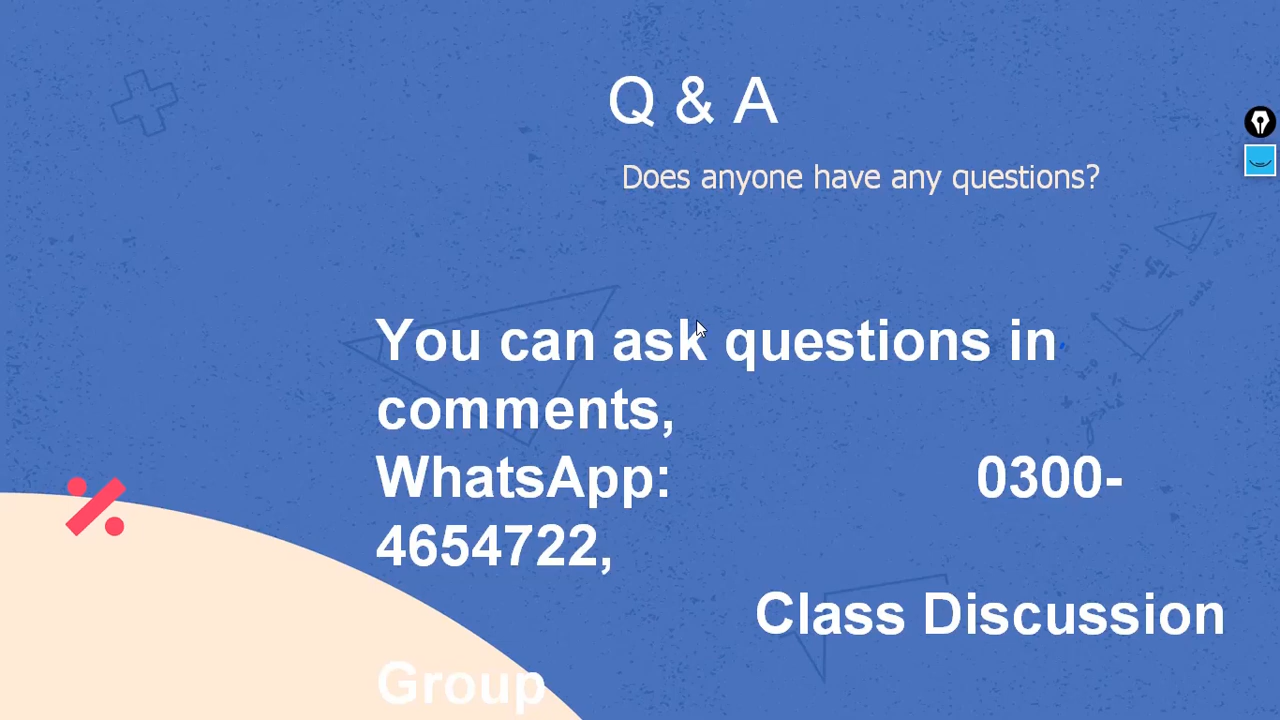 Q & A
Does anyone have any questions?
You can ask questions in
comments,
WhatsApp: 0300-
4654722,
Class Discussion
Group